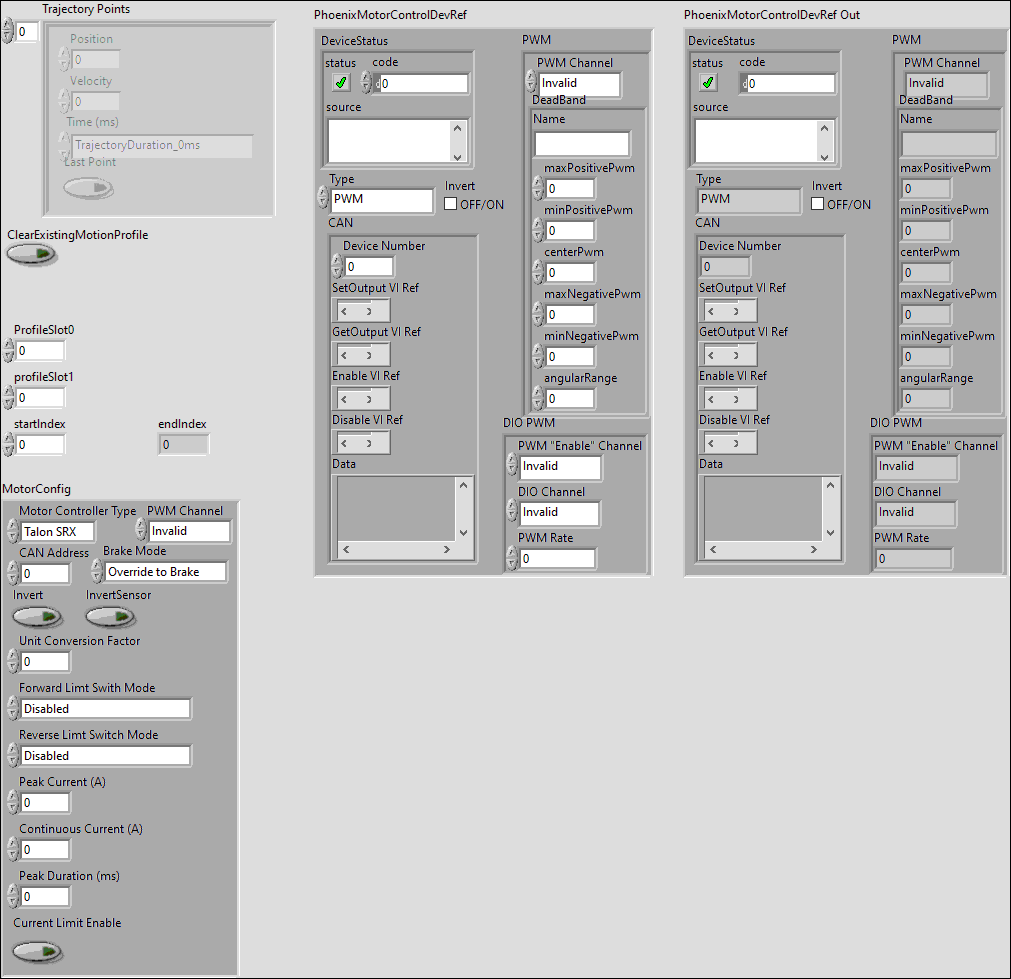 Trajectory Points
0
Position
0
Velocity
0
Time (ms)
TrajectoryDuration_0ms
Last Point
ClearExistingMotionProfile
ProfileSlot0
0
profileSlot1
0
startIndex
0
endIndex
0
MotorConfig
Motor Controller Type
Talon SRX
PWM Channel
Invalid
CAN Address
0
Brake Mode
Override to Brake
Invert
InvertSensor
Unit Conversion Factor
0
Forward Limt Swith Mode
Disabled
Reverse Limt Switch Mode
Disabled
Peak Current (A)
0
Continuous Current (A)
0
Peak Duration (ms)
0
Current Limit Enable
PhoenixMotorControlDevRef
DeviceStatus
status
code
0
source
Type
PWM
Invert
OFF/ON
CAN
Device Number
0
SetOutput VI Ref
GetOutput VI Ref
Enable VI Ref
Disable VI Ref
Data
PWM
PWM Channel
Invalid
DeadBand
Name
maxPositivePwm
0
minPositivePwm
0
centerPwm
0
maxNegativePwm
0
minNegativePwm
0
angularRange
0
DIO PWM
PWM "Enable" Channel
Invalid
DIO Channel
Invalid
PWM Rate
0
PhoenixMotorControlDevRef Out
DeviceStatus
status
code
0
source
Type
PWM
Invert
OFF/ON
CAN
Device Number
0
SetOutput VI Ref
GetOutput VI Ref
Enable VI Ref
Disable VI Ref
Data
PWM
PWM Channel
Invalid
DeadBand
Name
maxPositivePwm
0
minPositivePwm
0
centerPwm
0
maxNegativePwm
0
minNegativePwm
0
angularRange
0
DIO PWM
PWM "Enable" Channel
Invalid
DIO Channel
Invalid
PWM Rate
0